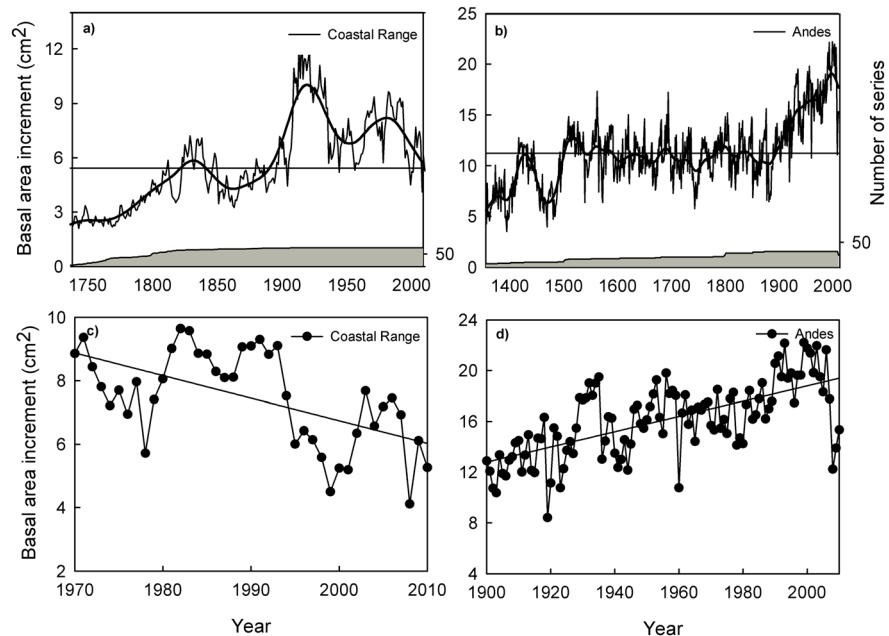 a)
Coastal Range
Basal area increment (cm2)
12
9
6
3
0
50
1750 1800 1850 1900 1950 2000
b)
Andes
25
20
15
10
5
0
Number of series
50
1400 1500 1600 1700 1800 1900 2000
c)
Coastal Range
Basal area increment (cm2)
10
8
6
4
2
1970 1980 1990 2000 2010
Year
d)
Andes
24
20
16
12
8
4
1900 1920 1940 1960 1980 2000
Year